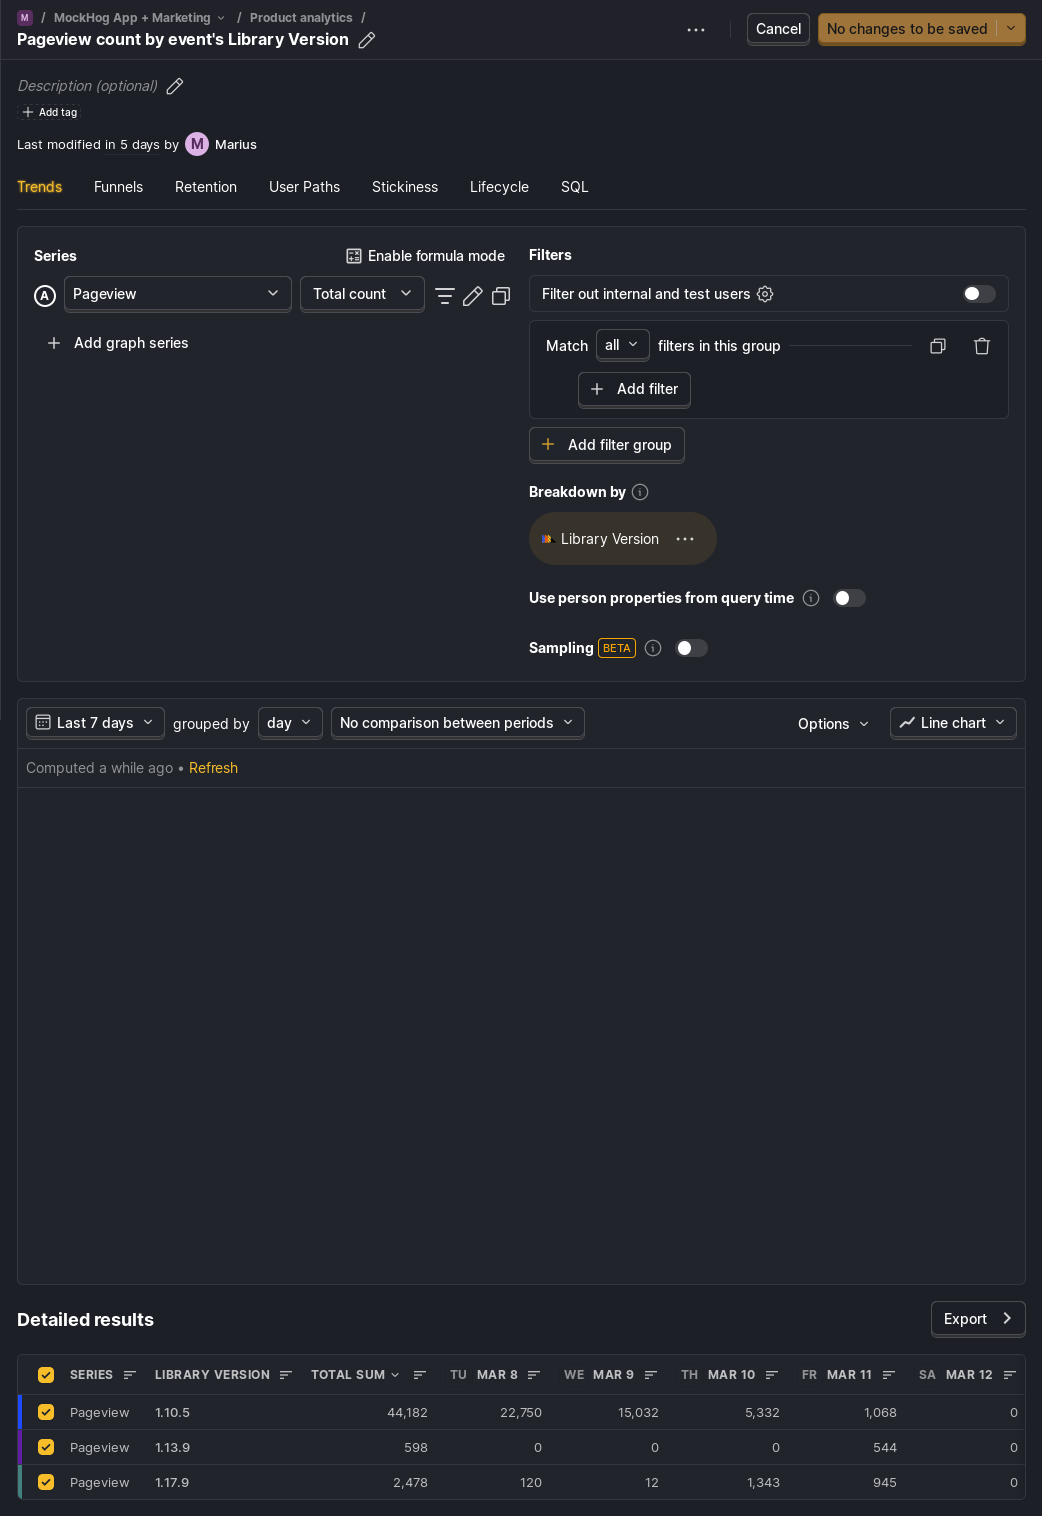 M / MockHog App + Marketing / Product analytics /
Pageview count by event's Library Version
Cancel
No changes to be saved
Description (optional)
Add tag
Last modified in 5 days by M Marius
Trends Funnels Retention User Paths Stickiness Lifecycle SQL
Series
Enable formula mode
A Pageview Total count
Add graph series
Filters
Filter out internal and test users
Match all filters in this group
Add filter
Add filter group
Breakdown by
Library Version
Use person properties from query time
Sampling BETA
Last 7 days grouped by day No comparison between periods Options Line chart
Computed a while ago • Refresh
Detailed results
Export
SERIES LIBRARY VERSION TOTAL SUM TU MAR 8 WE MAR 9 TH MAR 10 FR MAR 11 SA MAR 12
Pageview 1.10.5 44,182 22,750 15,032 5,332 1,068 0
Pageview 1.13.9 598 0 0 0 544 0
Pageview 1.17.9 2,478 120 12 1,343 945 0